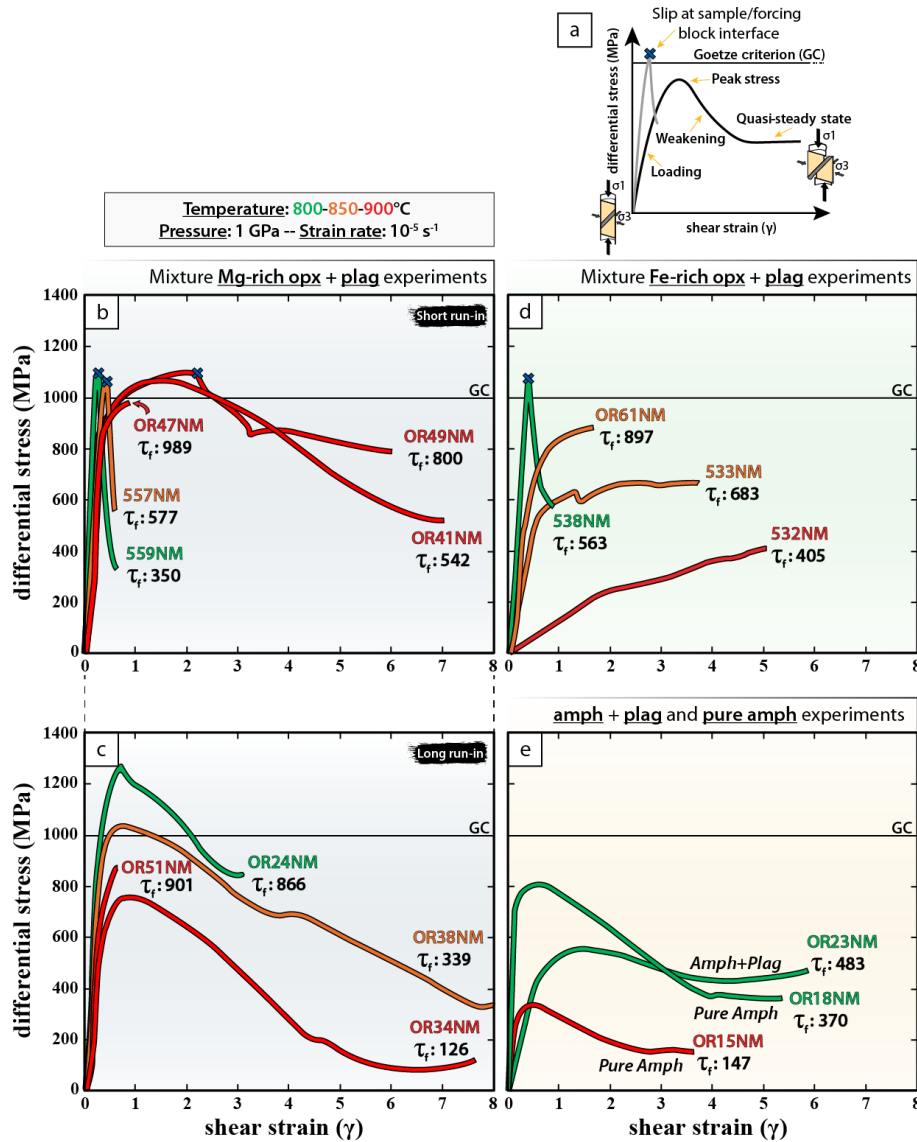 a
Slip at sample/forcing
block interface
Goetze criterion (GC)
Peak stress
Quasi-steady state
Weakening
Loading
σ1
σ3
σ1
σ3
differential stress (MPa)
shear strain (γ)
Temperature: 800-850-900°C
Pressure: 1 GPa -- Strain rate: 10⁻⁵ s⁻¹
Mixture Mg-rich opx + plag experiments
b
Short run-in
1400
1200
1000
800
600
400
200
0
differential stress (MPa)
GC
OR47NM
τf: 989
557NM
τf: 577
559NM
τf: 350
OR49NM
τf: 800
OR41NM
τf: 542
0 1 2 3 4 5 6 7 8
Mixture Fe-rich opx + plag experiments
d
GC
OR61NM
τf: 897
533NM
τf: 683
538NM
τf: 563
532NM
τf: 405
0 1 2 3 4 5 6 7 8
c
Long run-in
1400
1200
1000
800
600
400
200
0
differential stress (MPa)
GC
OR51NM
τf: 901
OR24NM
τf: 866
OR38NM
τf: 339
OR34NM
τf: 126
0 1 2 3 4 5 6 7 8
shear strain (γ)
amph + plag and pure amph experiments
e
GC
Amph+Plag
OR23NM
τf: 483
Pure Amph
OR18NM
τf: 370
Pure Amph
OR15NM
τf: 147
0 1 2 3 4 5 6 7 8
shear strain (γ)